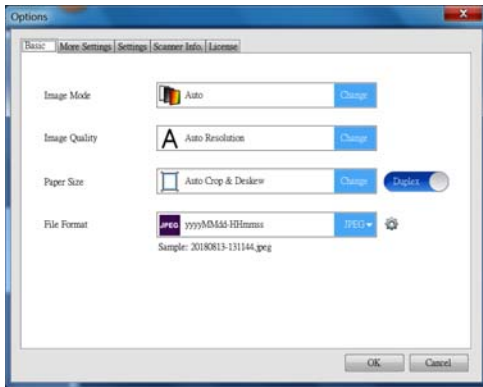 Options
Basic More Settings Settings Scanner Info. License
Image Mode Auto Change
Image Quality A Auto Resolution Change
Paper Size Auto Crop & Deskew Change Duplex
File Format JPEG yyyyMMdd-HHmmss JPEG
Sample: 20180813-131144.jpeg
OK Cancel